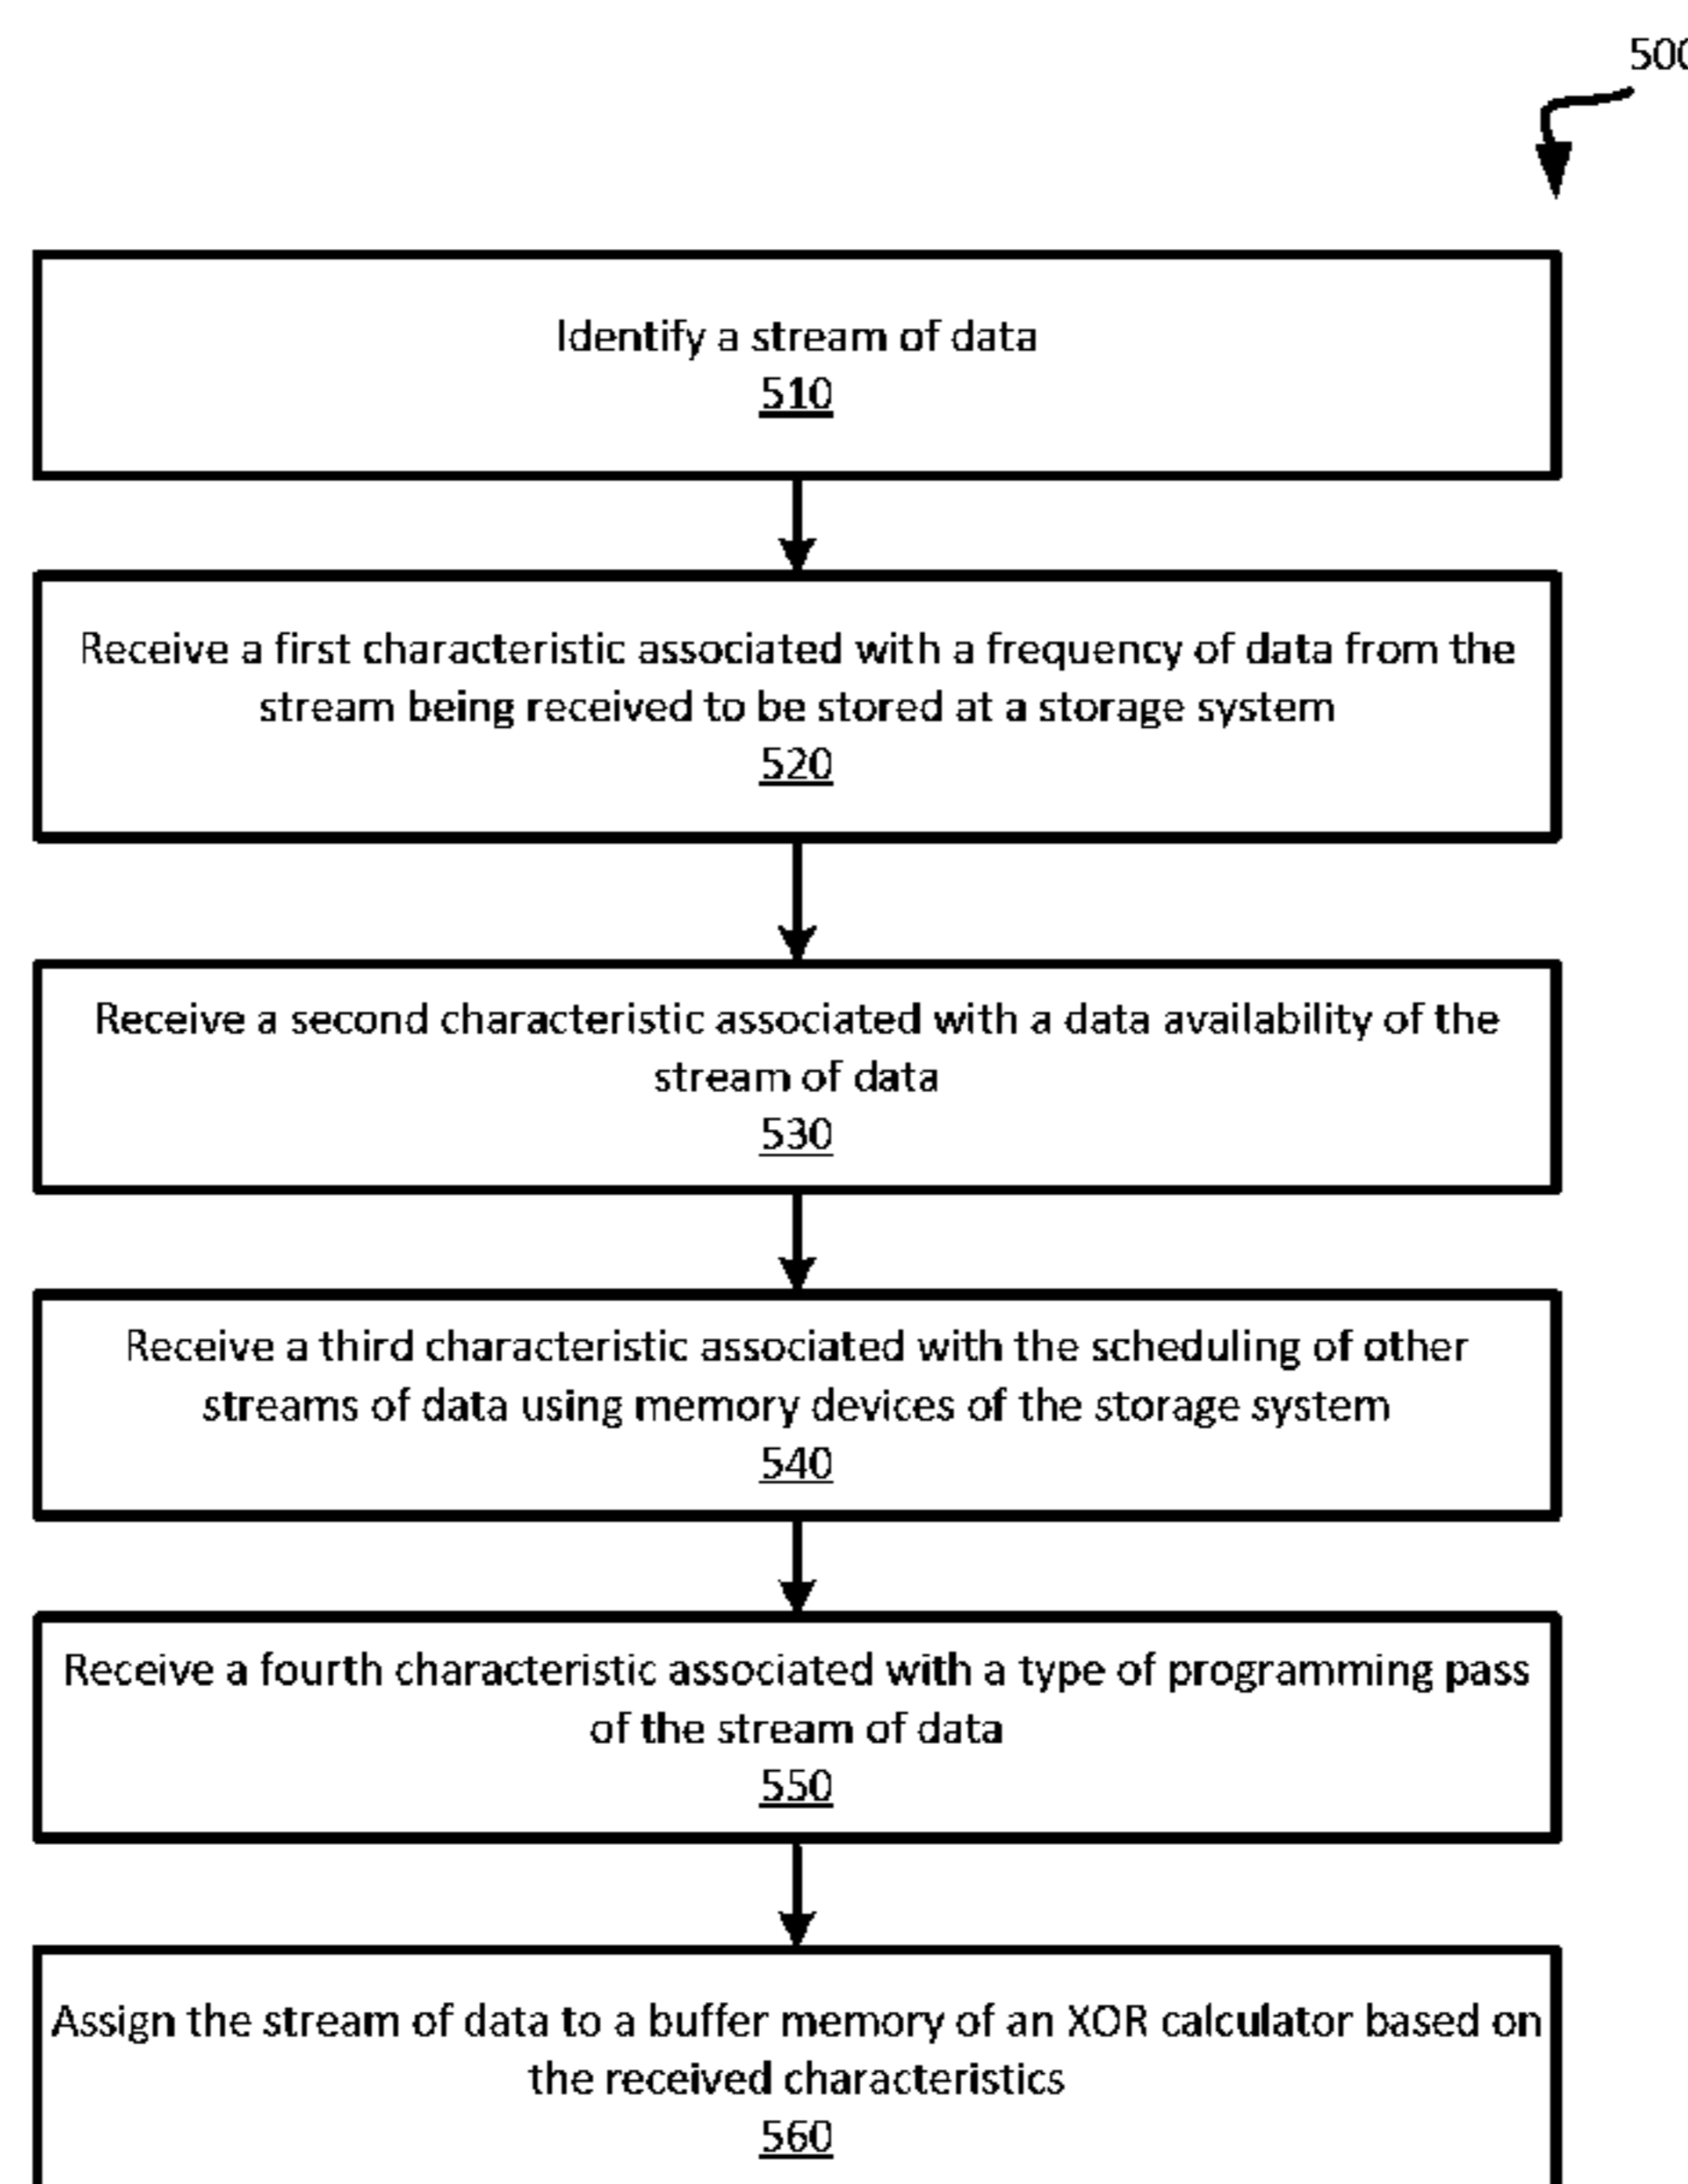 500
Identify a stream of data
510
Receive a first characteristic associated with a frequency of data from the
stream being received to be stored at a storage system
520
Receive a second characteristic associated with a data availability of the
stream of data
530
Receive a third characteristic associated with the scheduling of other
streams of data using memory devices of the storage system
540
Receive a fourth characteristic associated with a type of programming pass
of the stream of data
550
Assign the stream of data to a buffer memory of an XOR calculator based on
the received characteristics
560